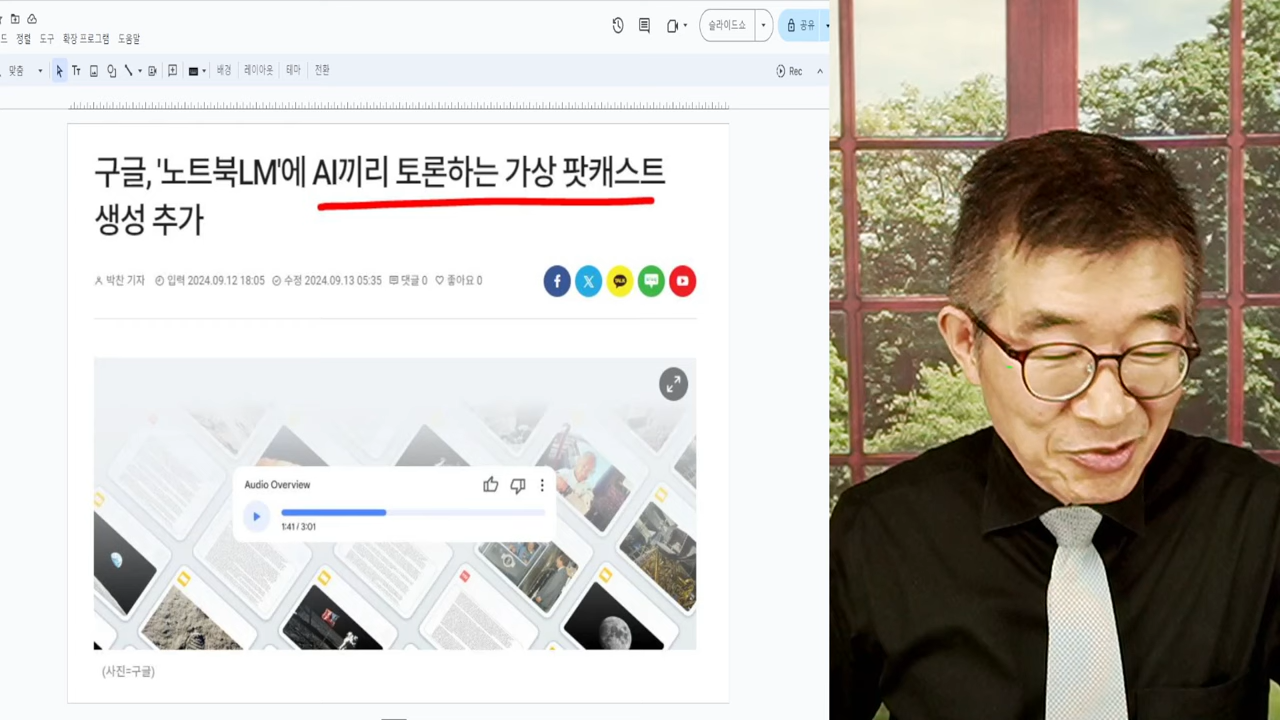 드 정렬 도구 확장 프로그램 도움말
슬라이드쇼
공유
맞춤
Tт
배경 레이아웃 테마 전환
Rec
구글, '노트북LM'에 AI끼리 토론하는 가상 팟캐스트
생성 추가
박찬 기자 입력 2024.09.12 18:05 수정 2024.09.13 05:35 댓글 0 좋아요 0
Audio Overview
1:41 / 3:01
(사진=구글)